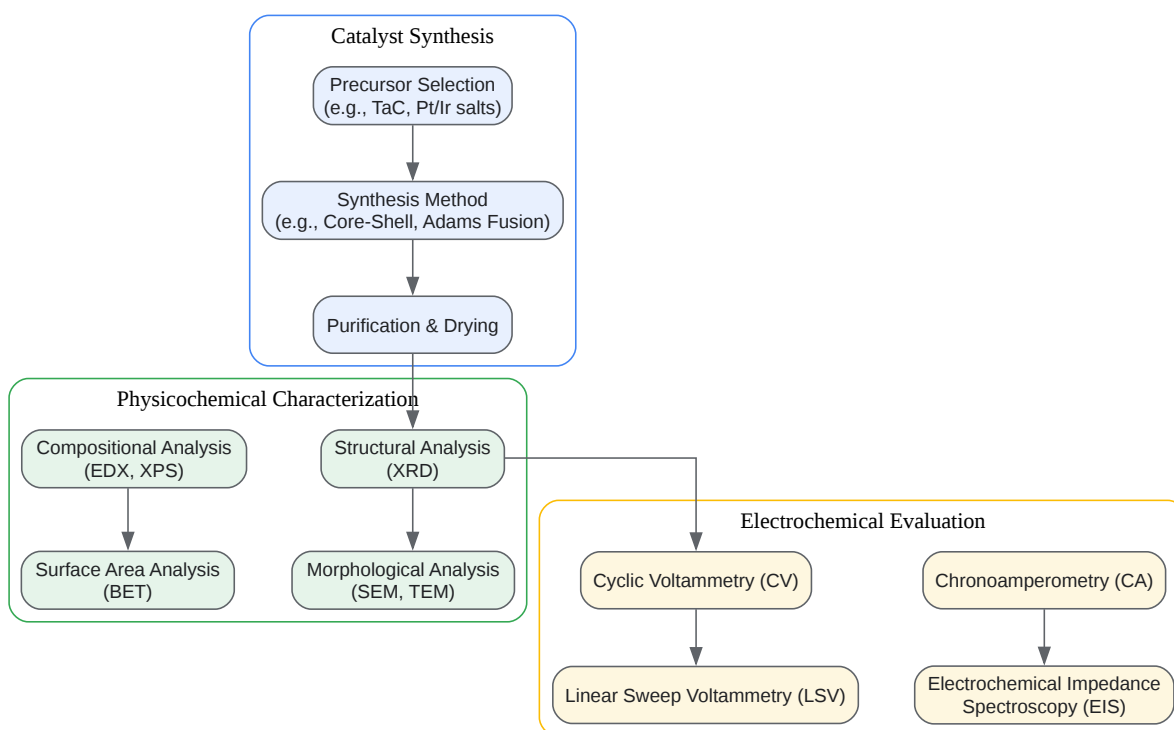 Catalyst Synthesis
Precursor Selection
(e.g., TaC, Pt/Ir salts)
Synthesis Method
(e.g., Core-Shell, Adams Fusion)
Purification & Drying
Physicochemical Characterization
Compositional Analysis
(EDX, XPS)
Structural Analysis
(XRD)
Surface Area Analysis
(BET)
Morphological Analysis
(SEM, TEM)
Electrochemical Evaluation
Cyclic Voltammetry (CV)
Chronoamperometry (CA)
Linear Sweep Voltammetry (LSV)
Electrochemical Impedance
Spectroscopy (EIS)